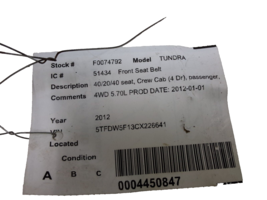 Stock # F0074792 Model TUNDRA
IC # 51434 Front Seat Belt
Description 40/20/40 seat, Crew Cab (4 Dr), passenger,
Comments 4WD 5.70L PROD DATE: 2012-01-01
Year 2012
VIN 5TFDW5F13CX226641
Located
Condition
A B C
0004450847